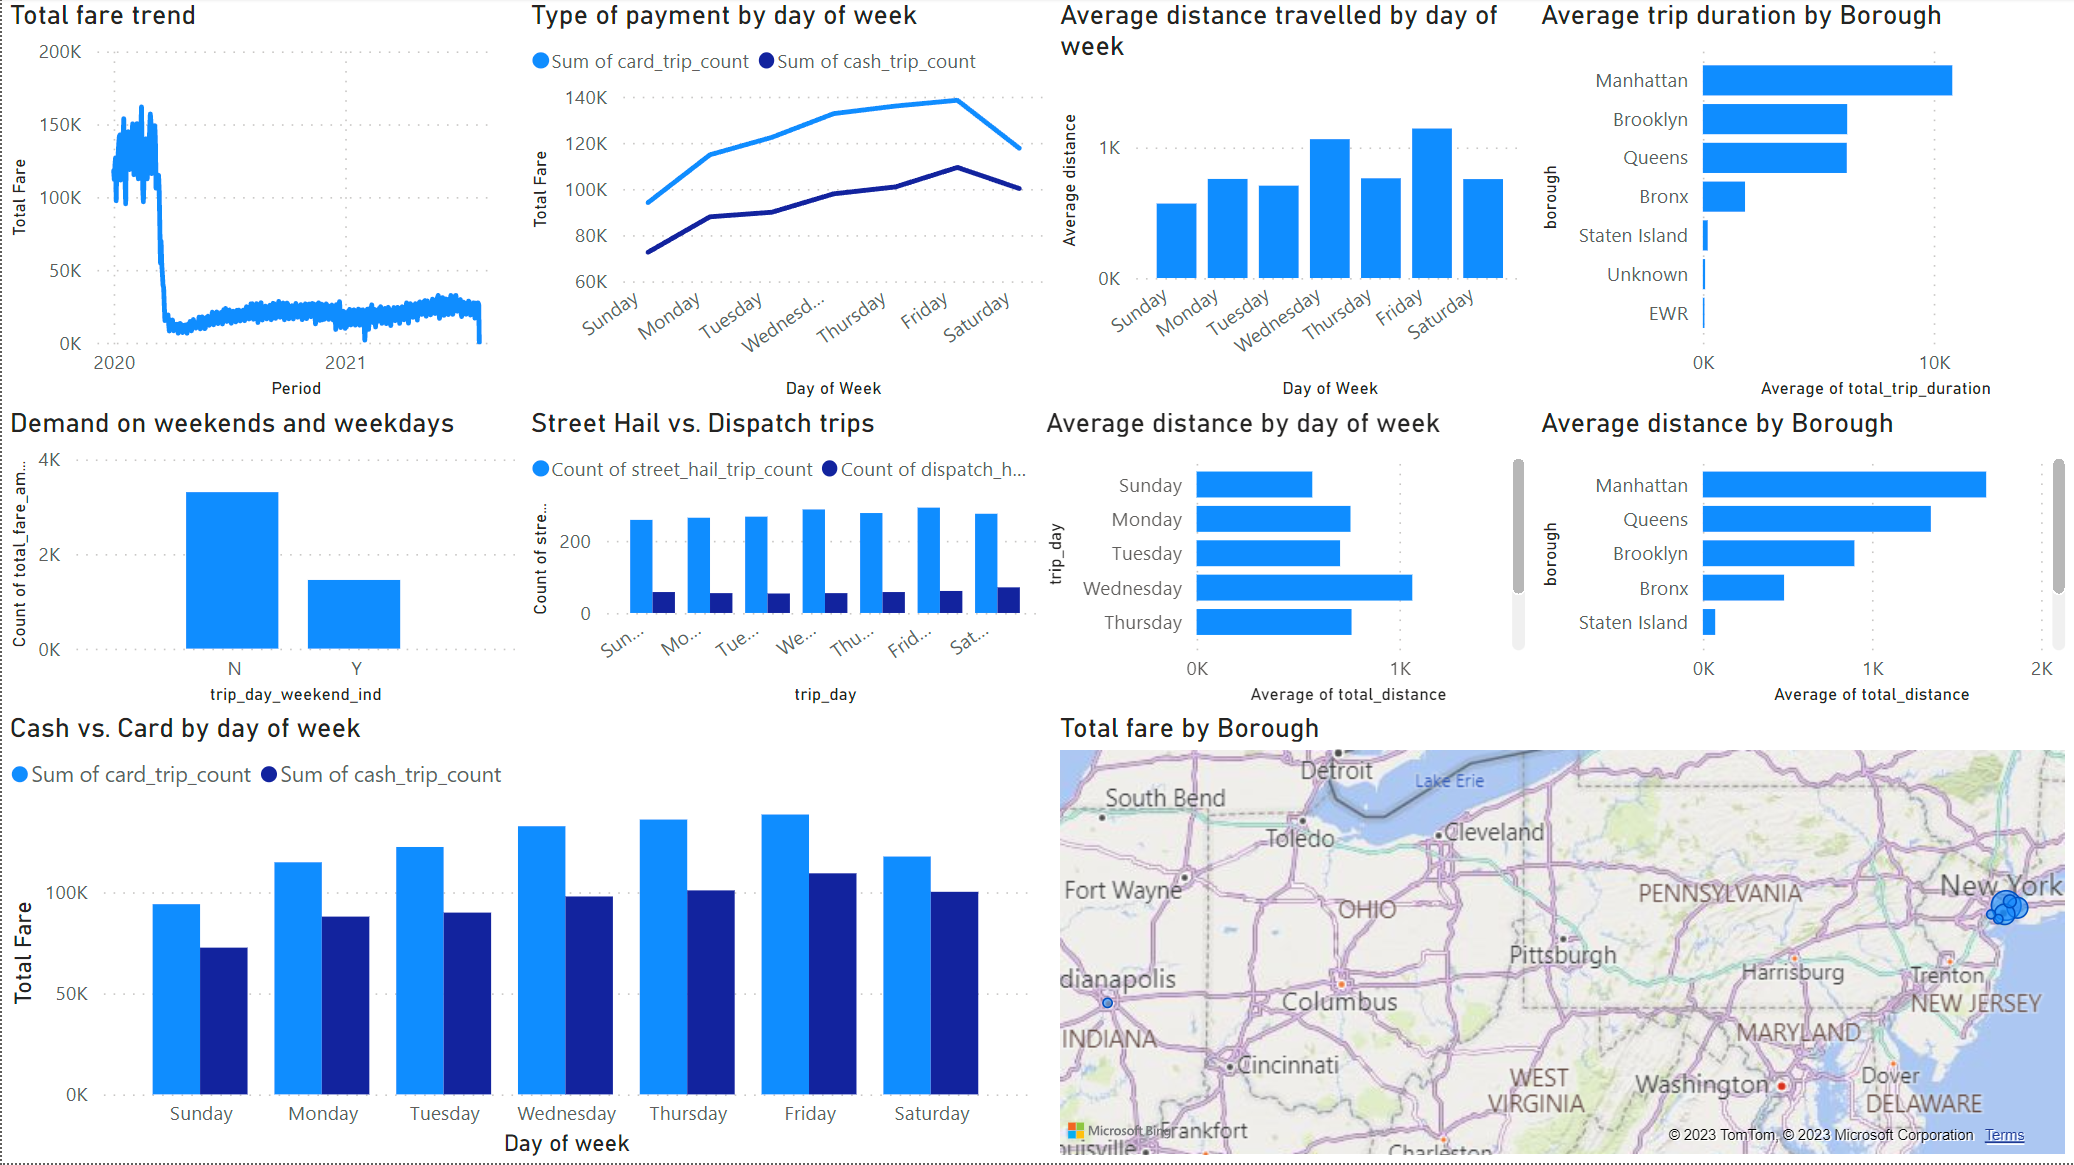 Total fare trend
200K
150K
100K
50K
0K
Total Fare
2020
2021
Period
Type of payment by day of week
Sum of card_trip_count
Sum of cash_trip_count
140K
120K
100K
80K
60K
Total Fare
Sunday
Monday
Tuesday
Wednesd...
Thursday
Friday
Saturday
Day of Week
Average distance travelled by day of
week
Average distance
1K
0K
Sunday
Monday
Tuesday
Wednesday
Thursday
Friday
Saturday
Day of Week
Average trip duration by Borough
borough
Manhattan
Brooklyn
Queens
Bronx
Staten Island
Unknown
EWR
0K
10K
Average of total_trip_duration
Demand on weekends and weekdays
Count of total_fare_am...
4K
2K
0K
N
Y
trip_day_weekend_ind
Street Hail vs. Dispatch trips
Count of street_hail_trip_count
Count of dispatch_h...
Count of stre...
200
0
Sun...
Mo...
Tue...
We...
Thu...
Frid...
Sat...
trip_day
Average distance by day of week
trip_day
Sunday
Monday
Tuesday
Wednesday
Thursday
0K
1K
Average of total_distance
Average distance by Borough
borough
Manhattan
Queens
Brooklyn
Bronx
Staten Island
0K
1K
2K
Average of total_distance
Cash vs. Card by day of week
Sum of card_trip_count
Sum of cash_trip_count
Total Fare
100K
50K
0K
Sunday
Monday
Tuesday
Wednesday
Thursday
Friday
Saturday
Day of week
Total fare by Borough
Detroit
Lake Erie
South Bend
Toledo
Cleveland
Fort Wayne
OHIO
PENNSYLVANIA
New York
Pittsburgh
Harrisburg
Trenton
dianapolis
Columbus
NEW JERSEY
INDIANA
MARYLAND
Cincinnati
WEST
VIRGINIA
Washington
Dover
DELAWARE
Microsoft Bing
Frankfort
ouisville
Charleston
© 2023 TomTom, © 2023 Microsoft Corporation
Terms